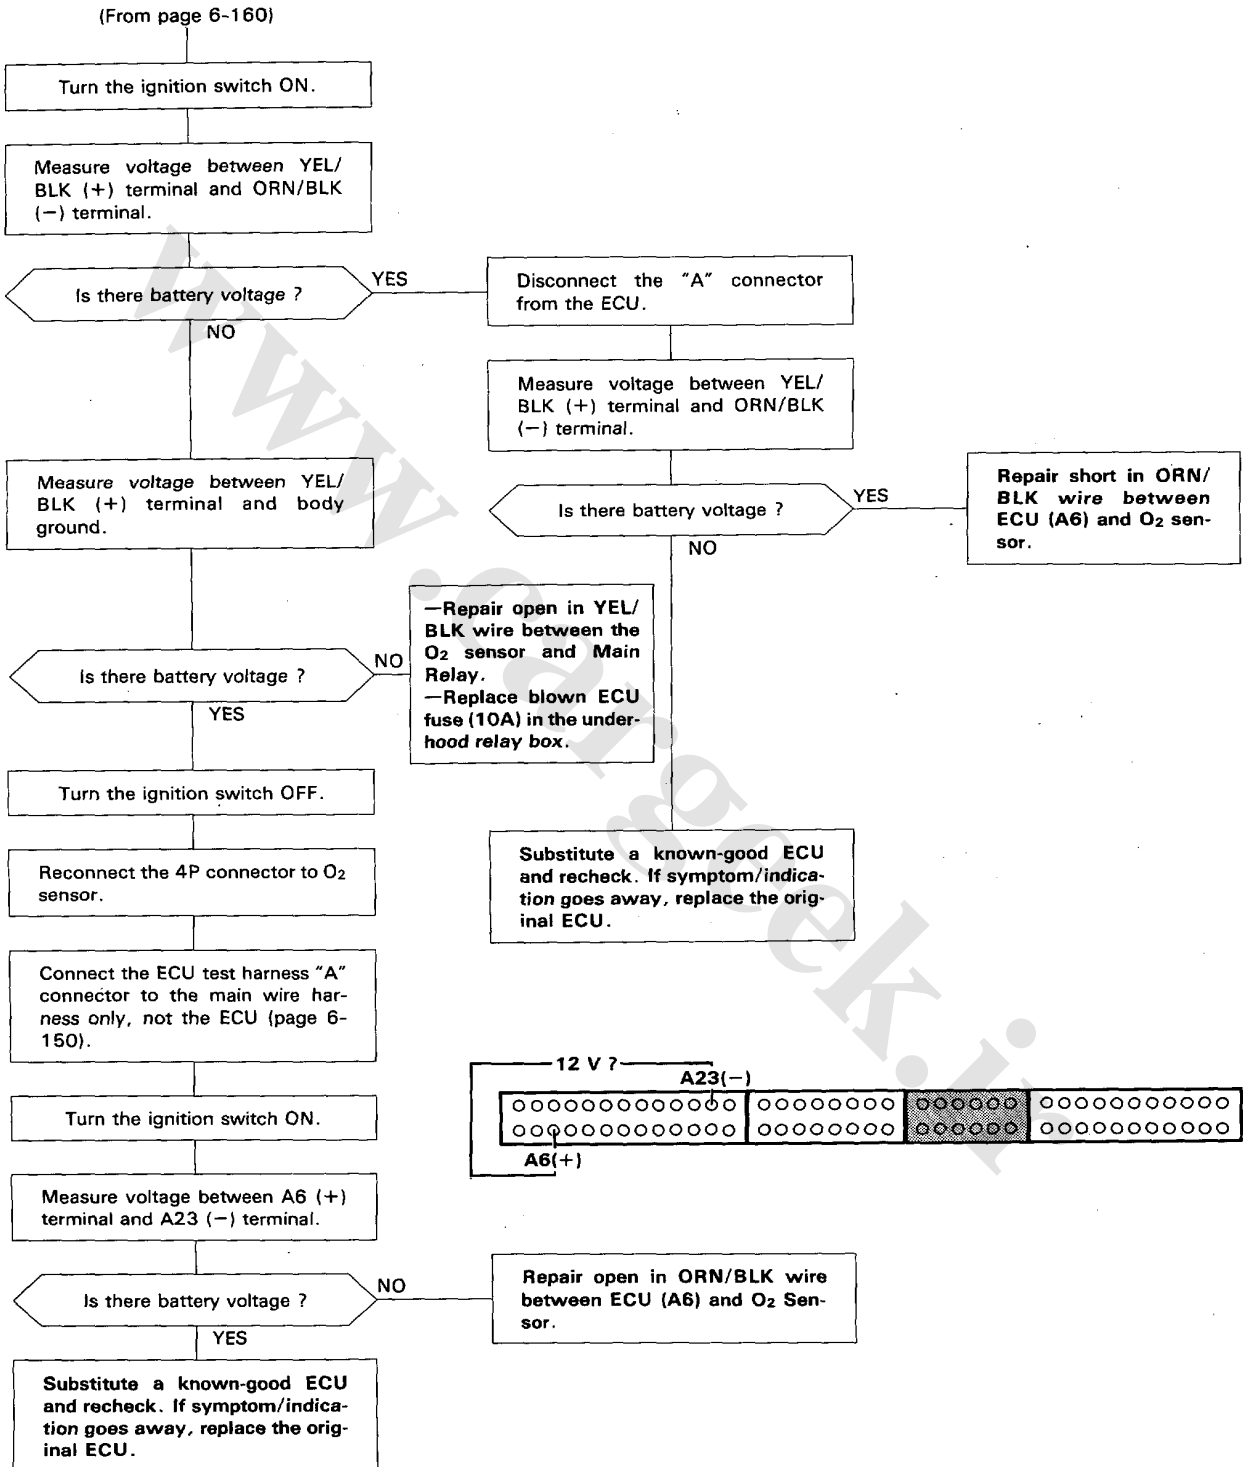 (From page 6-160)
Turn the ignition switch ON.
Measure voltage between YEL/
BLK (+) terminal and ORN/BLK
(−) terminal.
Is there battery voltage ?
YES
NO
Disconnect the "A" connector
from the ECU.
Measure voltage between YEL/
BLK (+) terminal and ORN/BLK
(−) terminal.
Is there battery voltage ?
YES
NO
Repair short in ORN/
BLK wire between
ECU (A6) and O2 sen-
sor.
Measure voltage between YEL/
BLK (+) terminal and body
ground.
Is there battery voltage ?
NO
YES
—Repair open in YEL/
BLK wire between the
O2 sensor and Main
Relay.
—Replace blown ECU
fuse (10A) in the under-
hood relay box.
Substitute a known-good ECU
and recheck. If symptom/indica-
tion goes away, replace the orig-
inal ECU.
Turn the ignition switch OFF.
Reconnect the 4P connector to O2
sensor.
Connect the ECU test harness "A"
connector to the main wire har-
ness only, not the ECU (page 6-
150).
Turn the ignition switch ON.
Measure voltage between A6 (+)
terminal and A23 (−) terminal.
12 V ?
A23(−)
A6(+)
Is there battery voltage ?
NO
YES
Repair open in ORN/BLK wire
between ECU (A6) and O2 Sen-
sor.
Substitute a known-good ECU
and recheck. If symptom/indica-
tion goes away, replace the orig-
inal ECU.
www.cargeek.ir